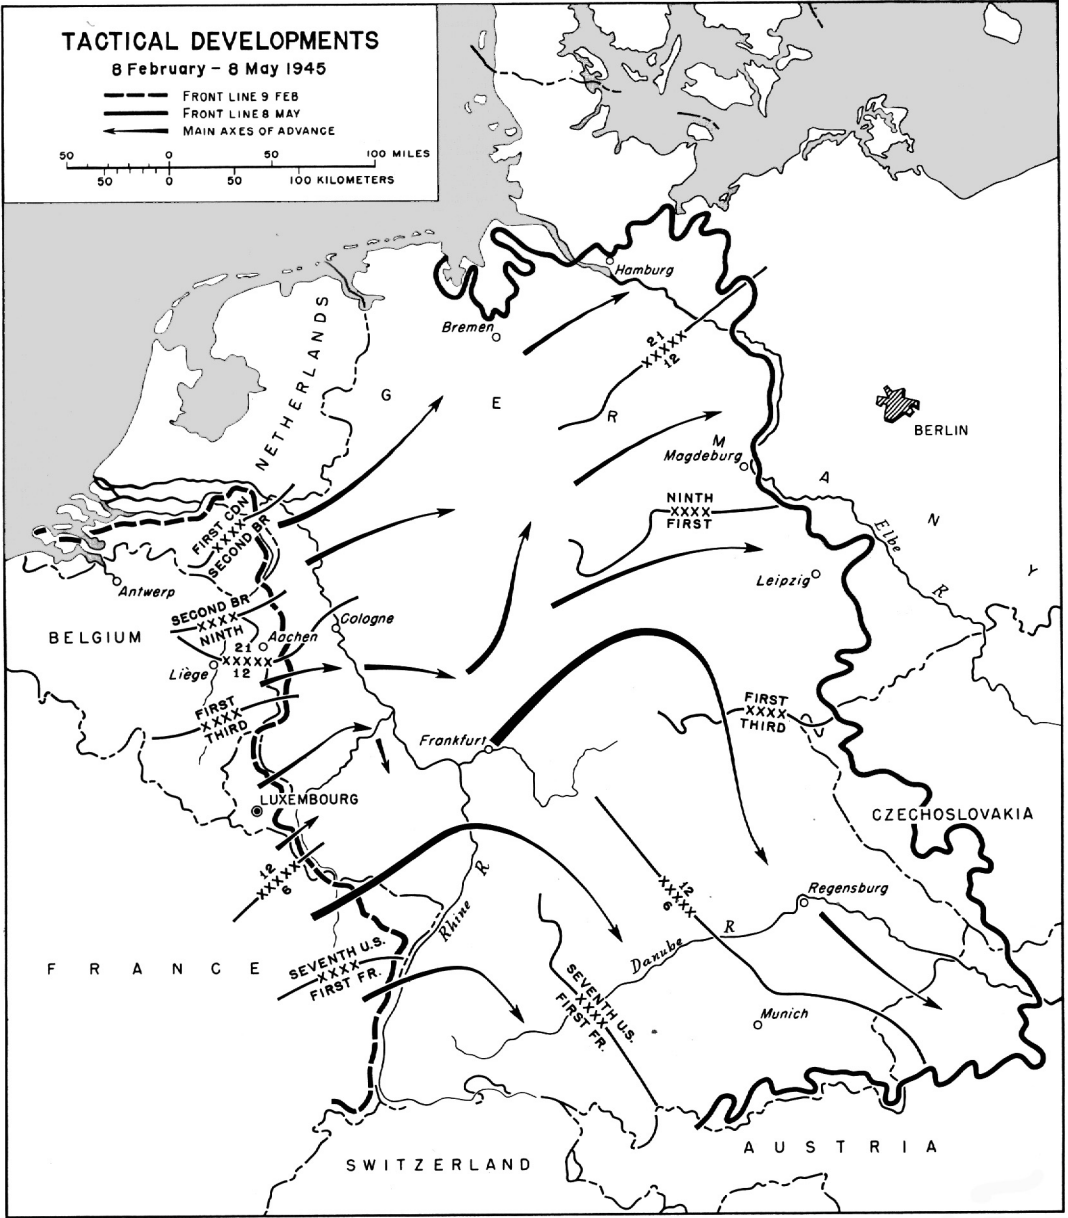 TACTICAL DEVELOPMENTS
8 February – 8 May 1945
FRONT LINE 9 FEB
FRONT LINE 8 MAY
MAIN AXES OF ADVANCE
50 0 50 100 MILES
50 0 50 100 KILOMETERS
Hamburg
Bremen
NETHERLANDS
21
XXXXX
12
G E R M A N Y
BERLIN
Magdeburg
NINTH
XXXX
FIRST
FIRST CDN
XXXX
SECOND BR
Elbe R
Leipzig
Antwerp
SECOND BR
XXXX
NINTH
BELGIUM
Cologne
Aachen
21
XXXXX
12
Liège
FIRST
XXXX
THIRD
FIRST
XXXX
THIRD
Frankfurt
LUXEMBOURG
CZECHOSLOVAKIA
12
XXXXX
6
12
XXXXX
6
Regensburg
Rhine R
Danube R
FRANCE
SEVENTH U.S.
XXXX
FIRST FR.
SEVENTH U.S.
XXXX
FIRST FR.
Munich
AUSTRIA
SWITZERLAND